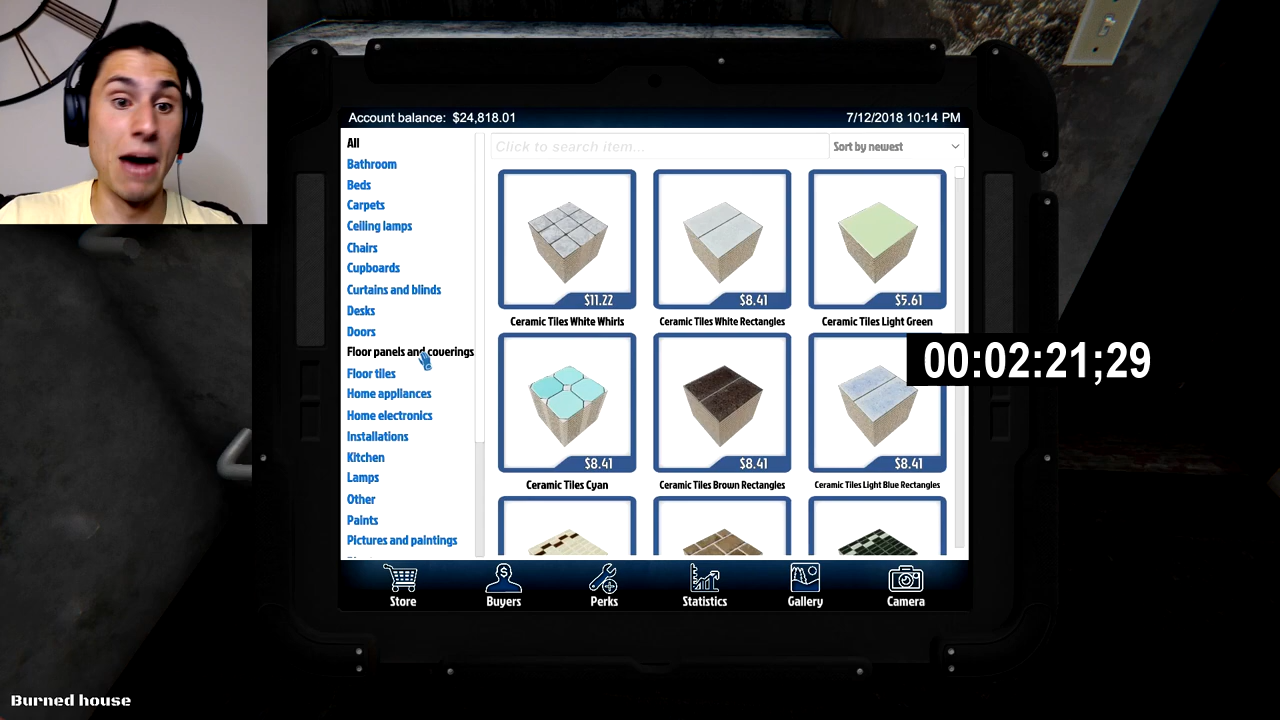 Account balance: $24,818.01
7/12/2018 10:14 PM
All
Bathroom
Beds
Carpets
Ceiling lamps
Chairs
Cupboards
Curtains and blinds
Desks
Doors
Floor panels and coverings
Floor tiles
Home appliances
Home electronics
Installations
Kitchen
Lamps
Other
Paints
Pictures and paintings
Click to search item...
Sort by newest
$11.22
$8.41
$5.61
Ceramic Tiles White Whirls
Ceramic Tiles White Rectangles
Ceramic Tiles Light Green
$8.41
$8.41
$8.41
Ceramic Tiles Cyan
Ceramic Tiles Brown Rectangles
Ceramic Tiles Light Blue Rectangles
00:02:21;29
Store
Buyers
Perks
Statistics
Gallery
Camera
Burned house